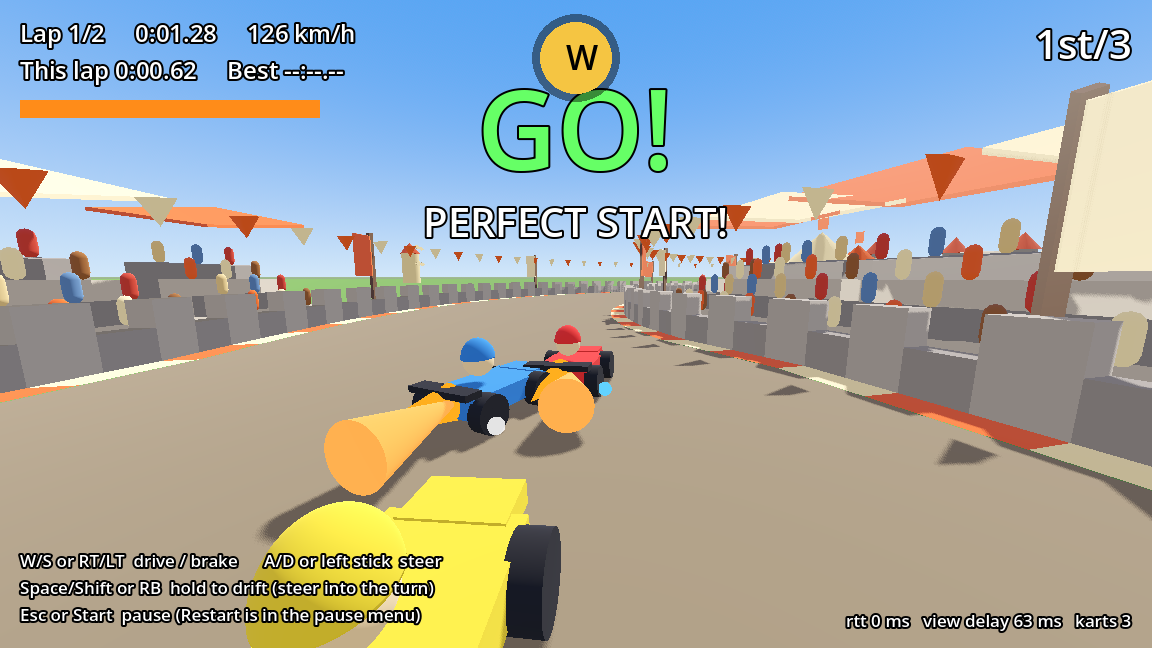 Lap 1/2 0:01.28 126 km/h
This lap 0:00.62 Best --:--.--
W
1st/3
GO!
PERFECT START!
W/S or RT/LT drive / brake A/D or left stick steer
Space/Shift or RB hold to drift (steer into the turn)
Esc or Start pause (Restart is in the pause menu)
rtt 0 ms view delay 63 ms karts 3